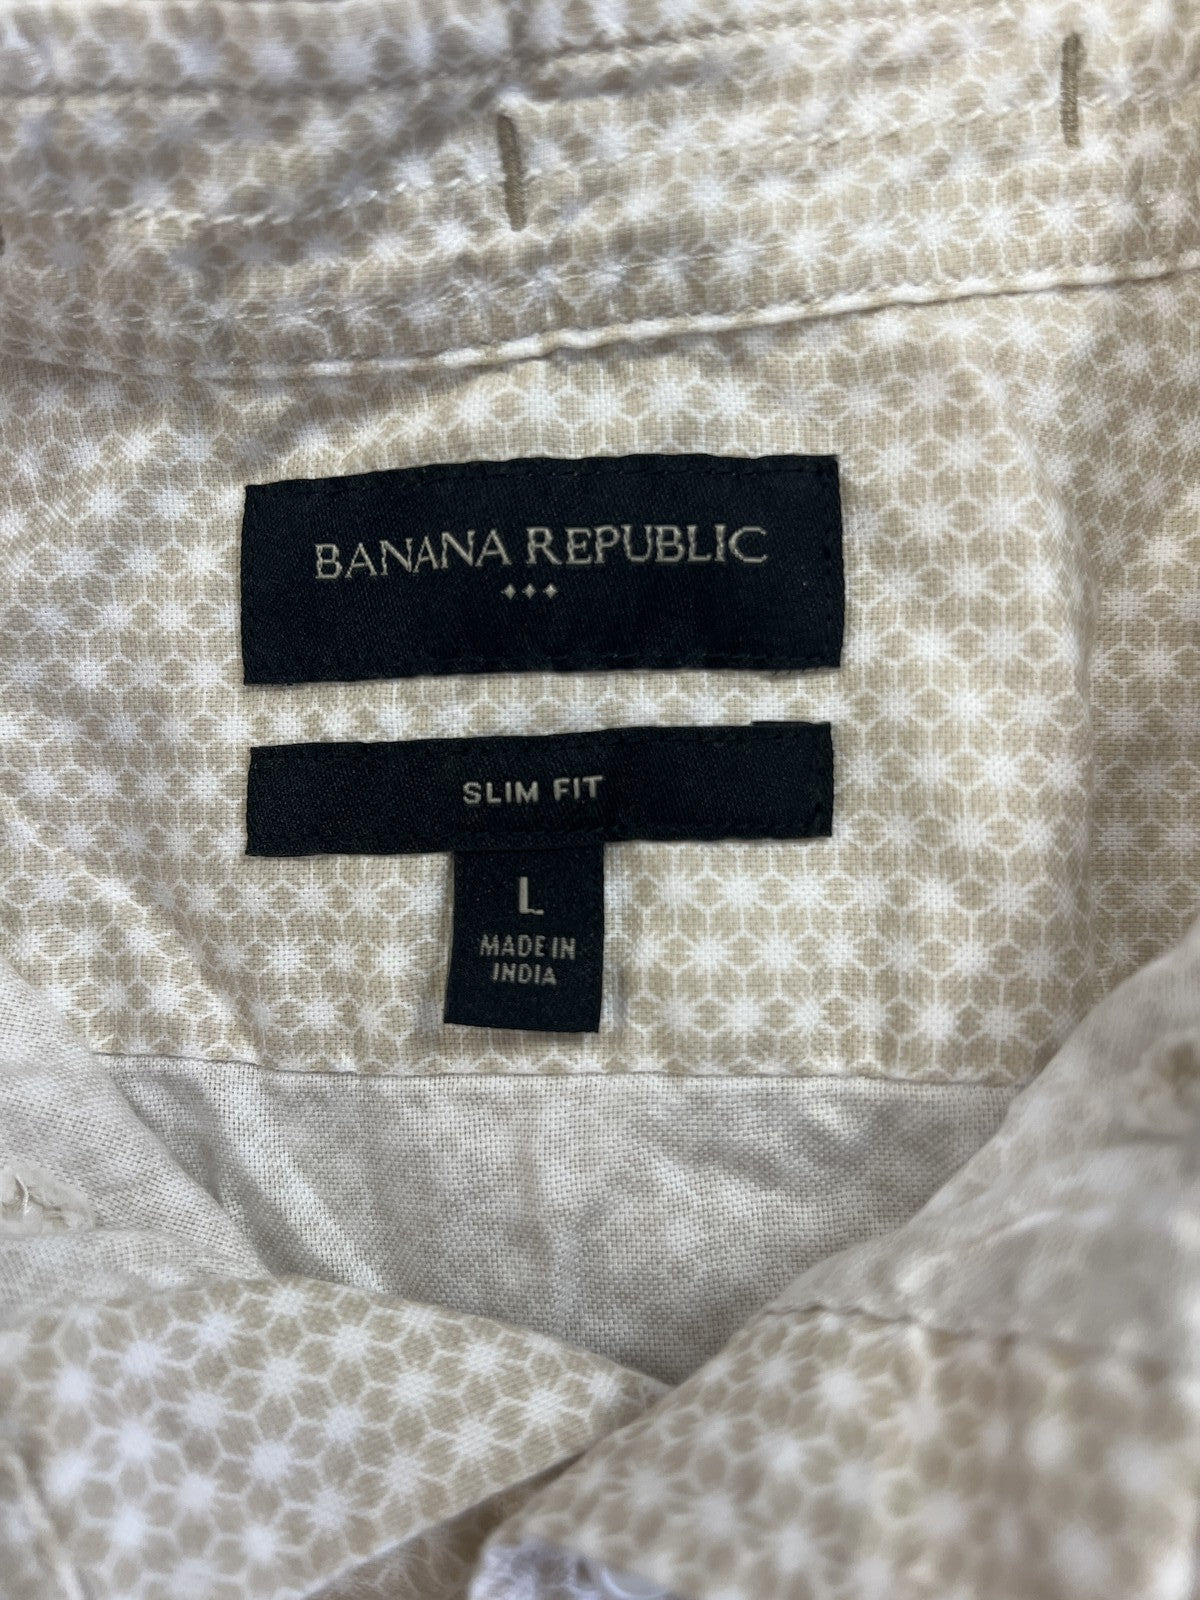 BANANA REPUBLIC
SLIM FIT
L
MADE IN
INDIA